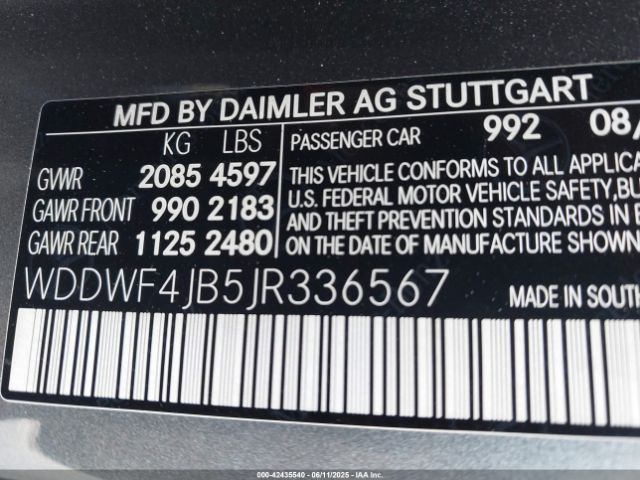 MFD BY DAIMLER AG STUTTGART
KG LBS
GVWR 2085 4597
GAWR FRONT 990 2183
GAWR REAR 1125 2480
PASSENGER CAR 992 08/
THIS VEHICLE CONFORMS TO ALL APPLICA
U.S. FEDERAL MOTOR VEHICLE SAFETY, BU
AND THEFT PREVENTION STANDARDS IN
ON THE DATE OF MANUFACTURE SHOWN
WDDWF4JB5JR336567 MADE IN SOUTH
000-42435540 - 06/11/2025 - IAA Inc.